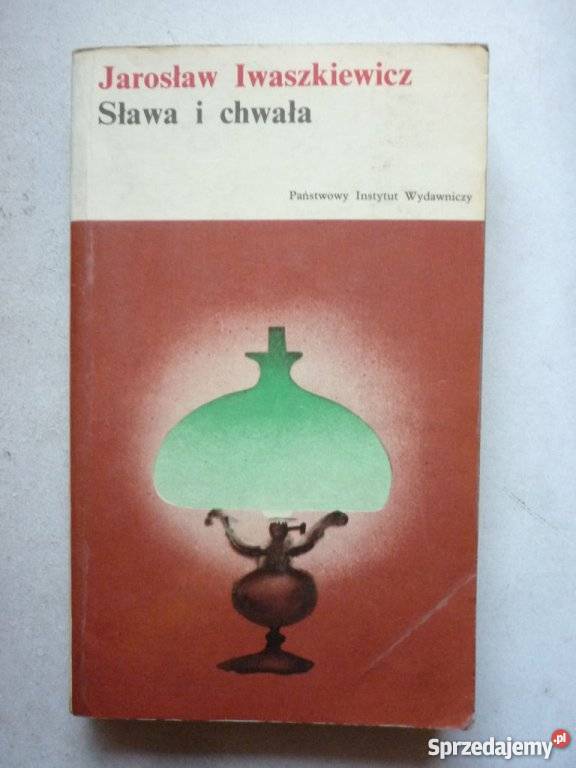 Jarosław Iwaszkiewicz
Sława i chwała
Państwowy Instytut Wydawniczy
Sprzedajemy.pl